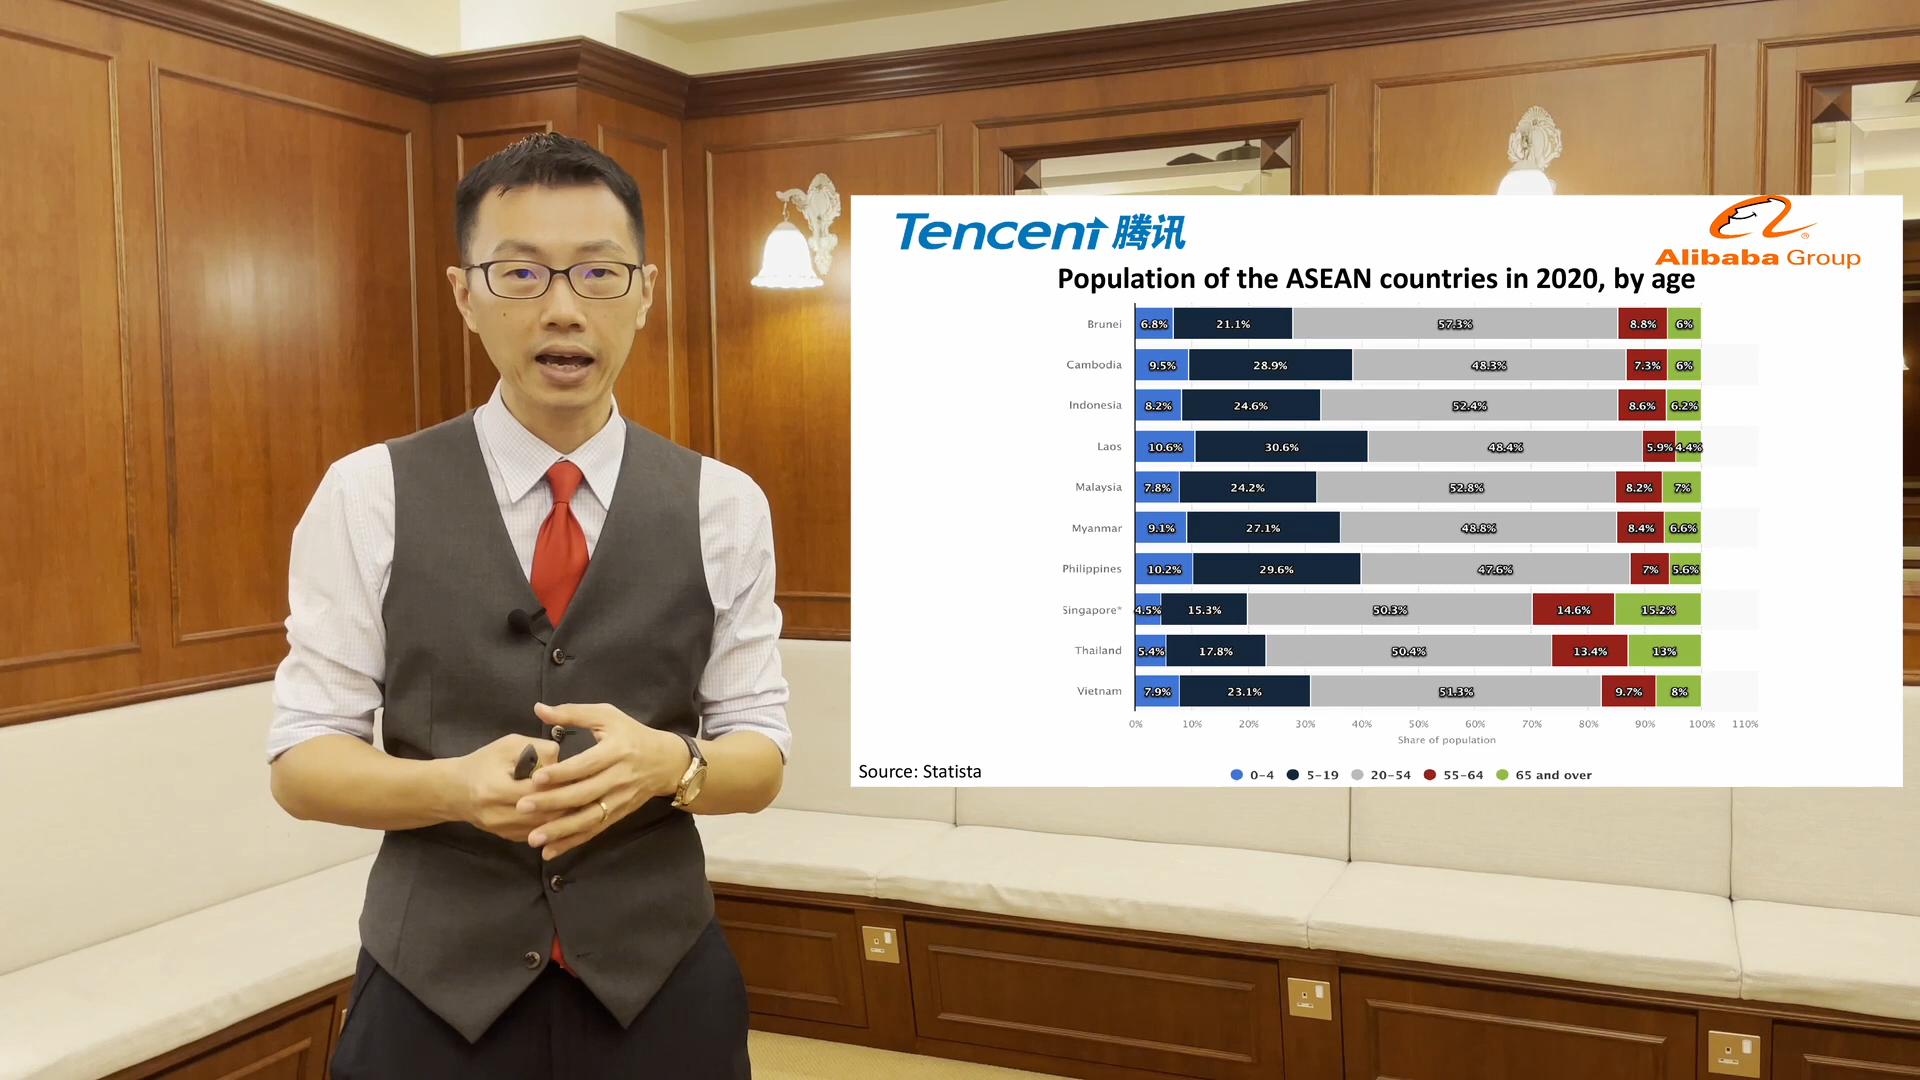 Tencent 腾讯
Alibaba Group
Population of the ASEAN countries in 2020, by age
Brunei 6.8% 21.1% 57.3% 8.8% 6%
Cambodia 9.5% 28.9% 48.3% 7.3% 6%
Indonesia 8.2% 24.6% 52.4% 8.6% 6.2%
Laos 10.6% 30.6% 48.4% 5.9% 4.4%
Malaysia 7.8% 24.2% 52.8% 8.2% 7%
Myanmar 9.1% 27.1% 48.8% 8.4% 6.6%
Philippines 10.2% 29.6% 47.6% 7% 5.6%
Singapore* 4.5% 15.3% 50.3% 14.6% 15.2%
Thailand 5.4% 17.8% 50.4% 13.4% 13%
Vietnam 7.9% 23.1% 51.3% 9.7% 8%
0% 10% 20% 30% 40% 50% 60% 70% 80% 90% 100% 110%
Share of population
Source: Statista
0-4 5-19 20-54 55-64 65 and over